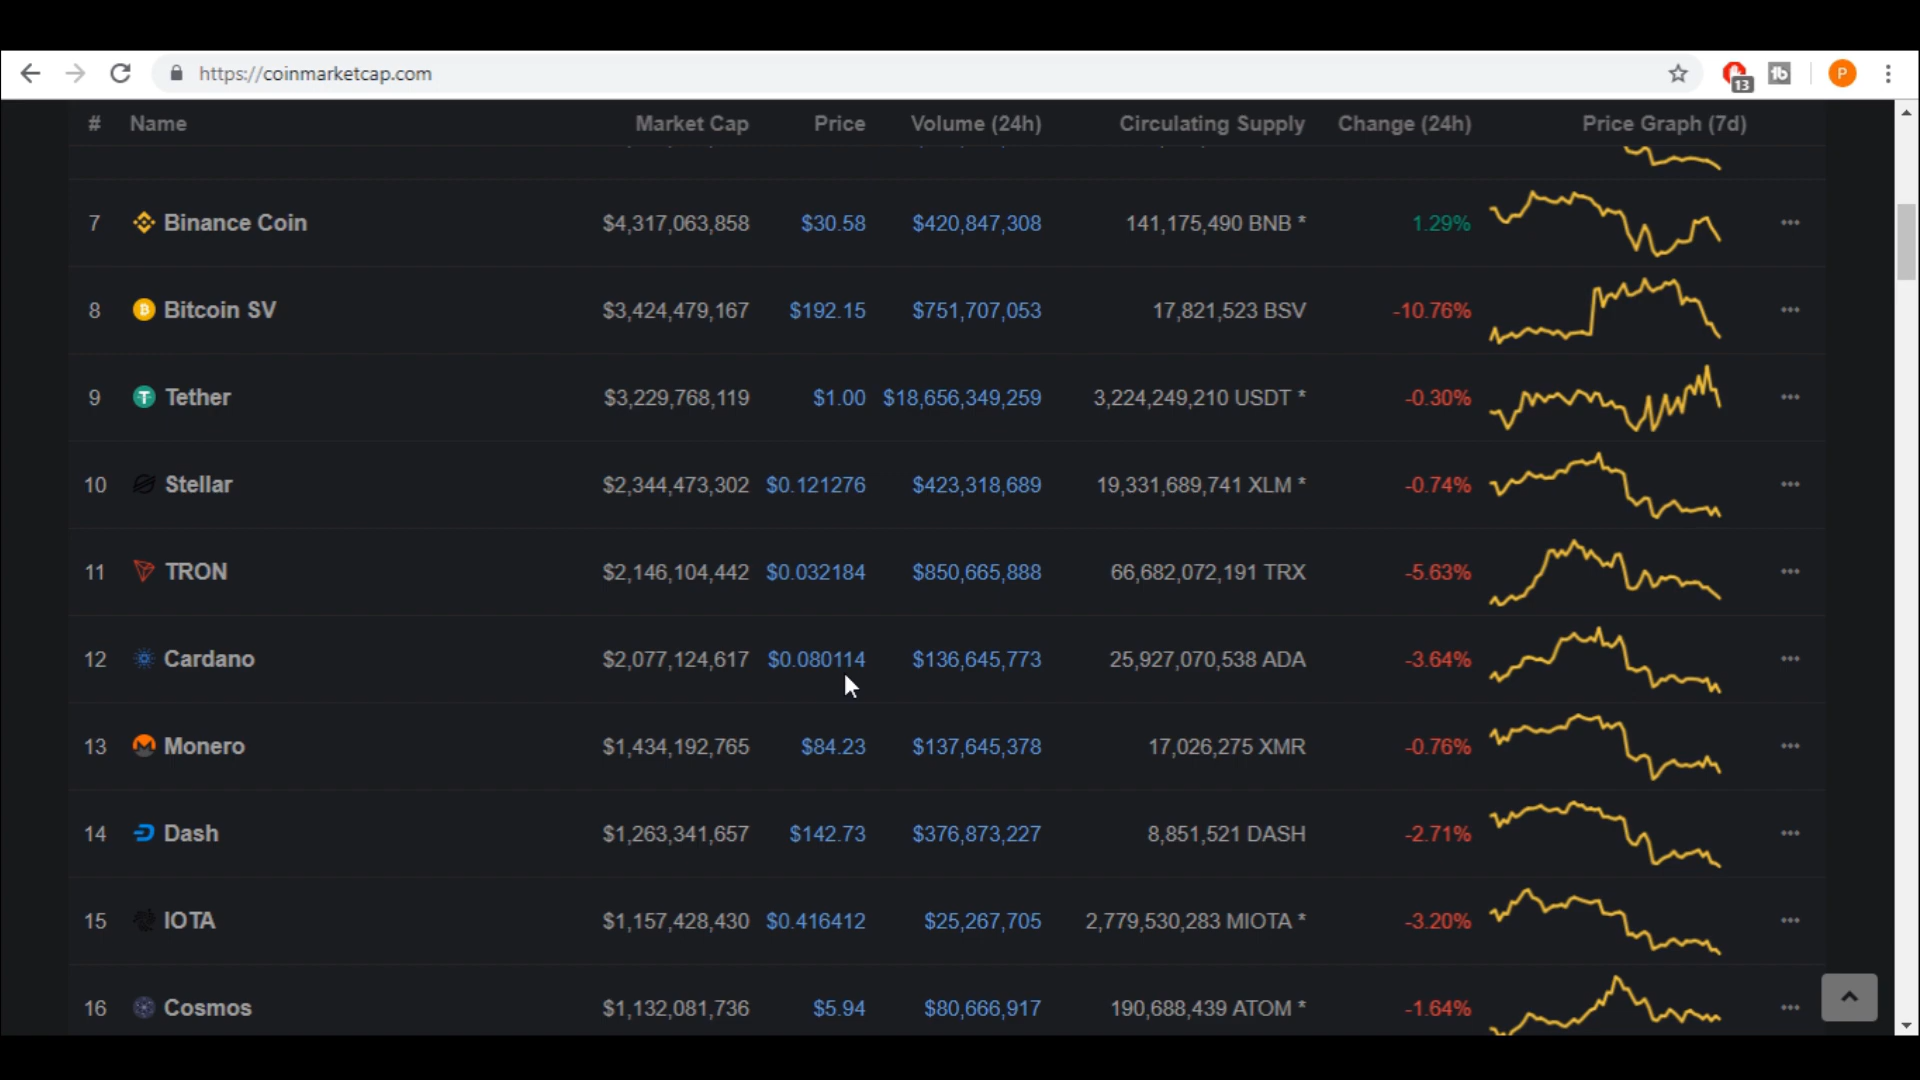 https://coinmarketcap.com
13
tb
P
# Name Market Cap Price Volume (24h) Circulating Supply Change (24h) Price Graph (7d)
7 Binance Coin $4,317,063,858 $30.58 $420,847,308 141,175,490 BNB * 1.29%
8 Bitcoin SV $3,424,479,167 $192.15 $751,707,053 17,821,523 BSV -10.76%
9 Tether $3,229,768,119 $1.00 $18,656,349,259 3,224,249,210 USDT * -0.30%
10 Stellar $2,344,473,302 $0.121276 $423,318,689 19,331,689,741 XLM * -0.74%
11 TRON $2,146,104,442 $0.032184 $850,665,888 66,682,072,191 TRX -5.63%
12 Cardano $2,077,124,617 $0.080114 $136,645,773 25,927,070,538 ADA -3.64%
13 Monero $1,434,192,765 $84.23 $137,645,378 17,026,275 XMR -0.76%
14 Dash $1,263,341,657 $142.73 $376,873,227 8,851,521 DASH -2.71%
15 IOTA $1,157,428,430 $0.416412 $25,267,705 2,779,530,283 MIOTA * -3.20%
16 Cosmos $1,132,081,736 $5.94 $80,666,917 190,688,439 ATOM * -1.64%